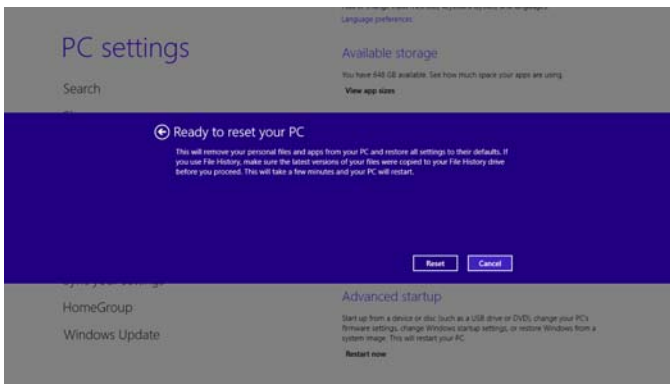 Language preferences
PC settings
Available storage
You have 648 GB available. See how much space your apps are using.
Search
View app sizes
Ready to reset your PC
This will remove your personal files and apps from your PC and restore all settings to their defaults. If
you use File History, make sure the latest versions of your files were copied to your File History drive
before you proceed. This will take a few minutes and your PC will restart.
Reset
Cancel
HomeGroup
Advanced startup
Start up from a device or disc (such as a USB drive or DVD), change your PC's
firmware settings, change Windows startup settings, or restore Windows from a
system image. This will restart your PC.
Windows Update
Restart now